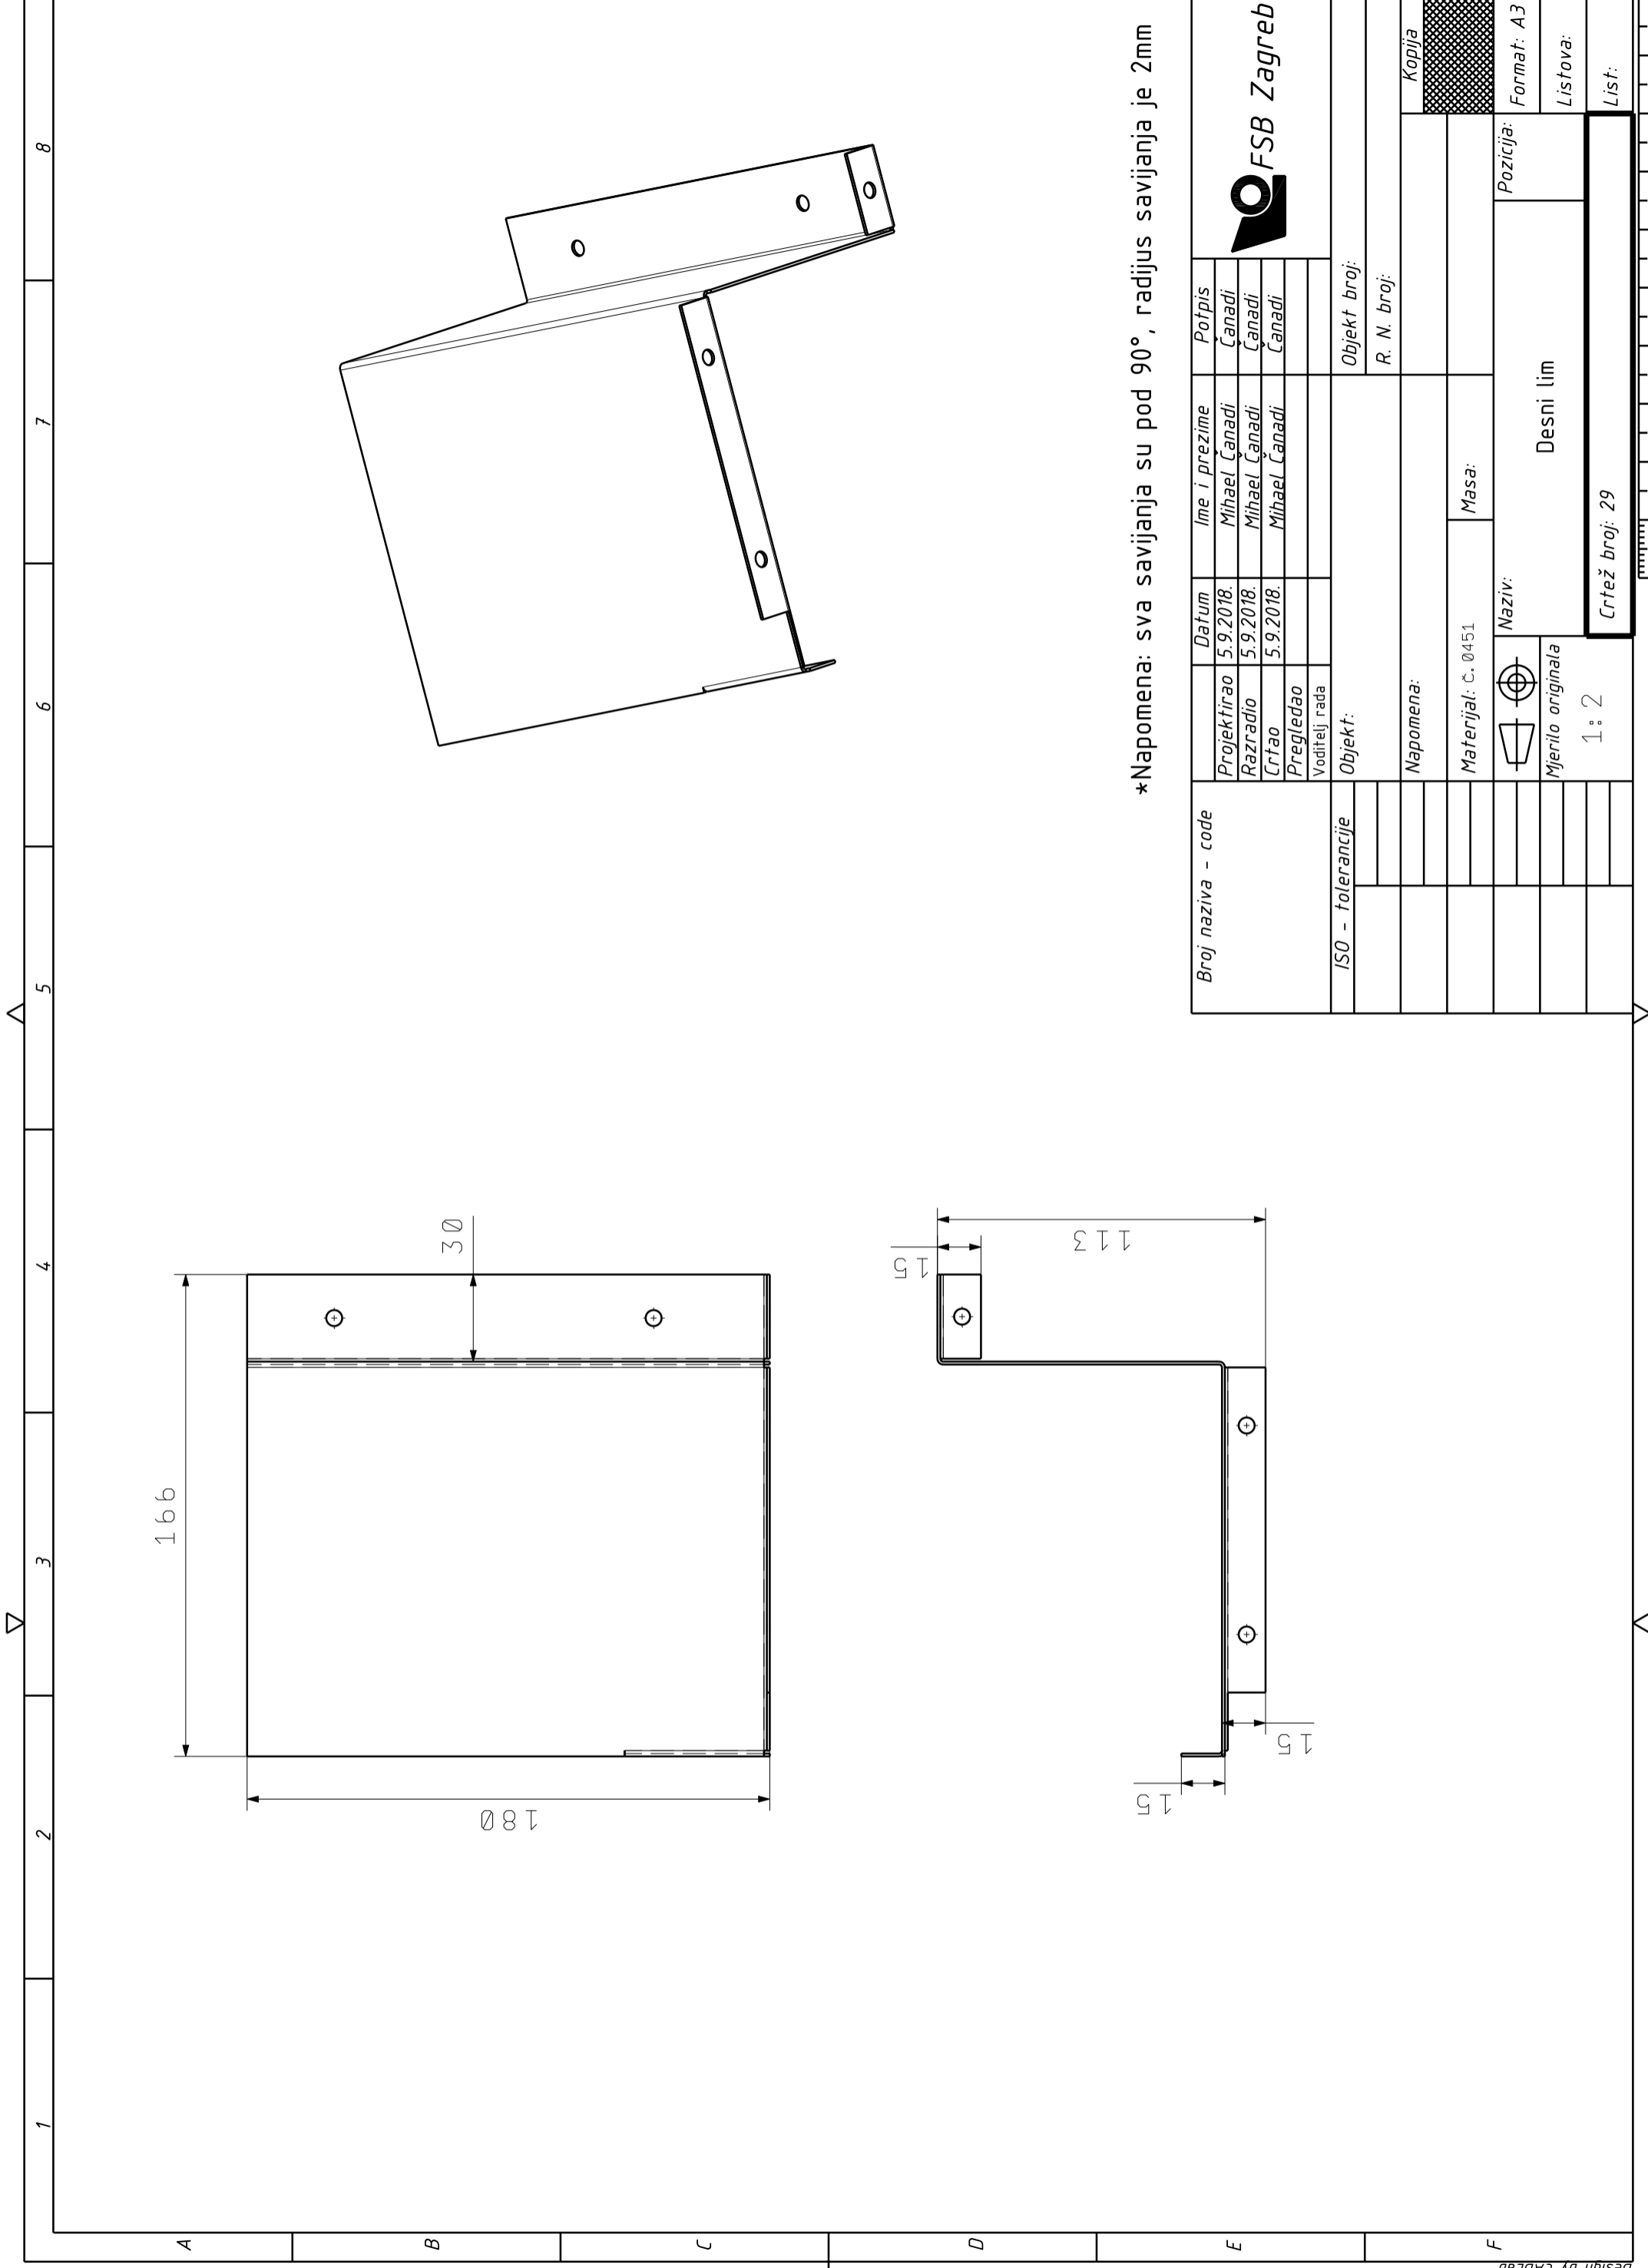 1
2
3
4
5
6
7
8
A
B
C
D
E
F
166
30
180
15
113
15
15
*Napomena: sva savijanja su pod 90°, radijus savijanja je 2mm
Broj naziva - code
Datum Ime i prezime Potpis
Projektirao 5.9.2018. Mihael Čanadi Čanadi
Razradio 5.9.2018. Mihael Čanadi Čanadi
Crtao 5.9.2018. Mihael Čanadi Čanadi
Pregledao
Voditelj rada
FSB Zagreb
ISO - tolerancije
Objekt:
Objekt broj:
R. N. broj:
Napomena:
Kopija
Materijal: Č. 0451
Masa:
Naziv:
Desni lim
Pozicija:
Format: A3
Mjerilo originala
1:2
Listova:
Crtež broj: 29
List:
Design by CADLab